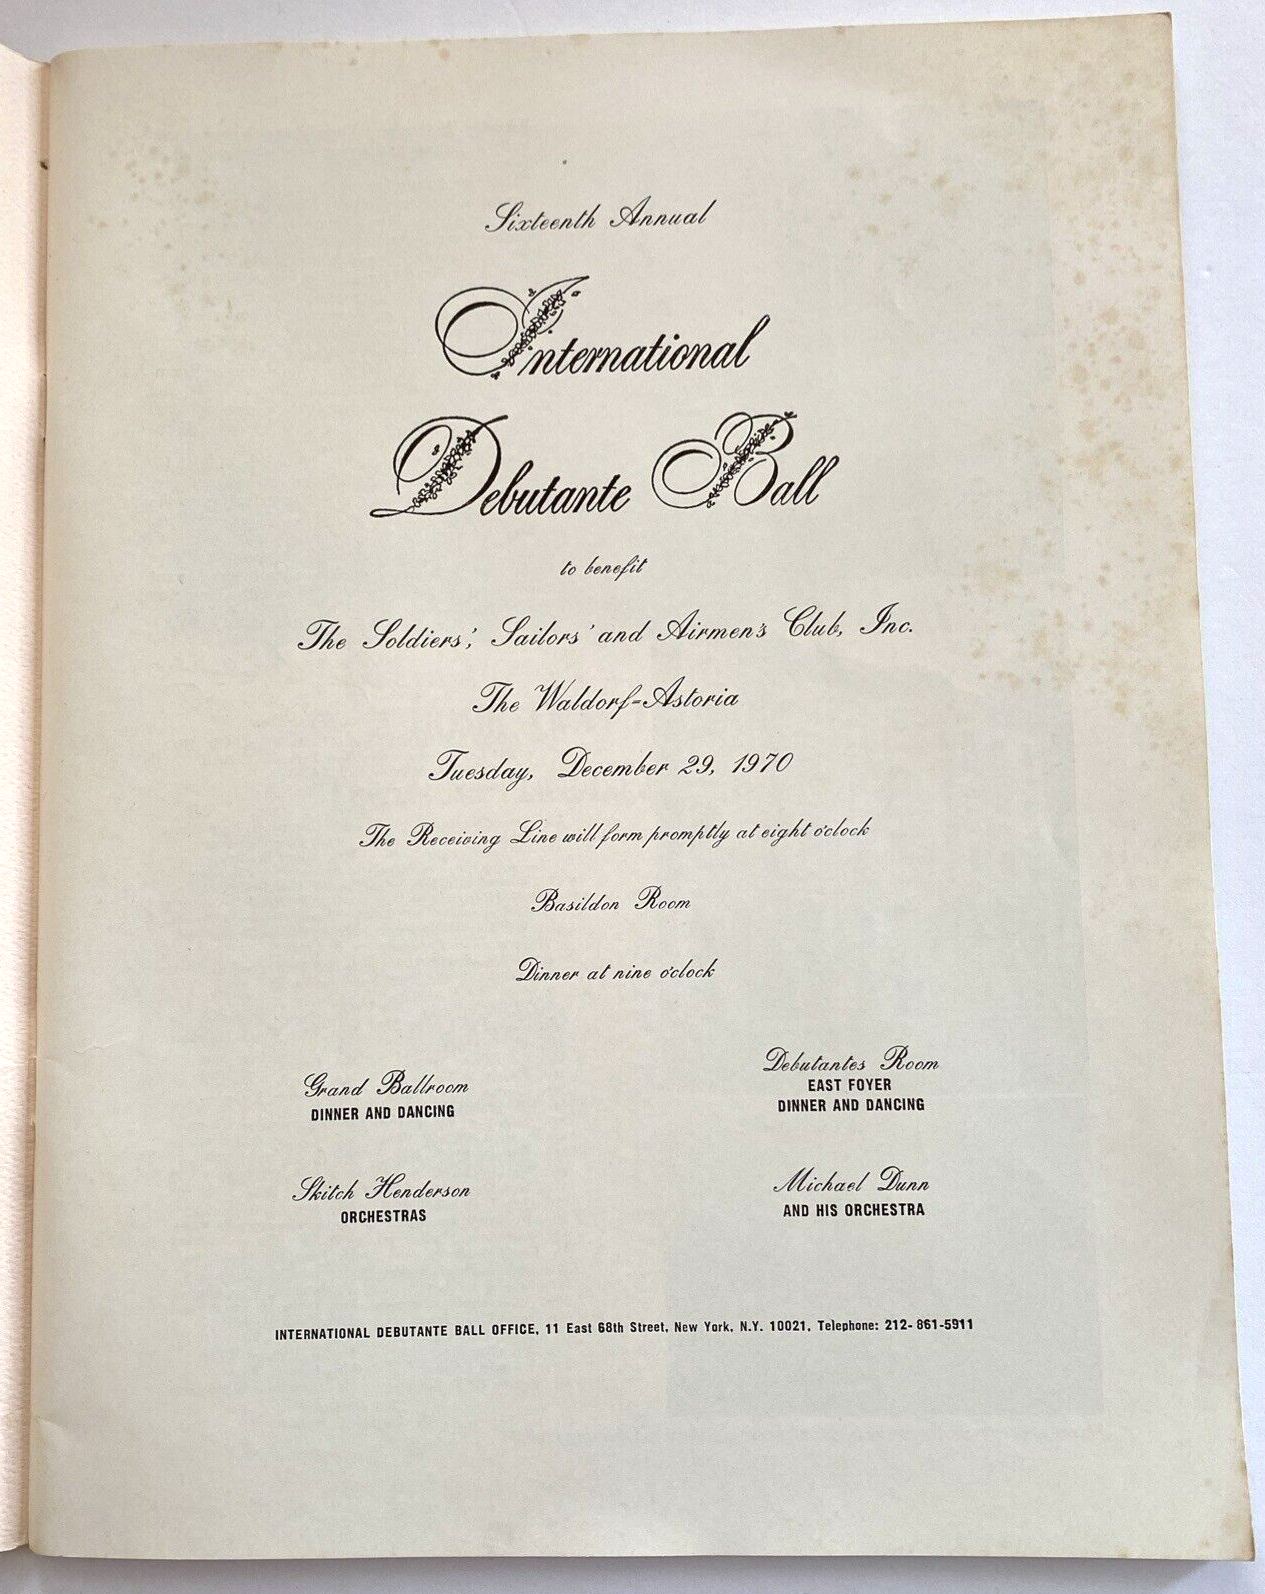 Sixteenth Annual
International
Debutante Ball
to benefit
The Soldiers', Sailors' and Airmen's Club, Inc.
The Waldorf-Astoria
Tuesday, December 29, 1970
The Receiving Line will form promptly at eight o'clock
Basildon Room
Dinner at nine o'clock
Grand Ballroom
DINNER AND DANCING
Debutantes Room
EAST FOYER
DINNER AND DANCING
Skitch Henderson
ORCHESTRAS
Michael Dunn
AND HIS ORCHESTRA
INTERNATIONAL DEBUTANTE BALL OFFICE, 11 East 68th Street, New York, N.Y. 10021, Telephone: 212-861-5911